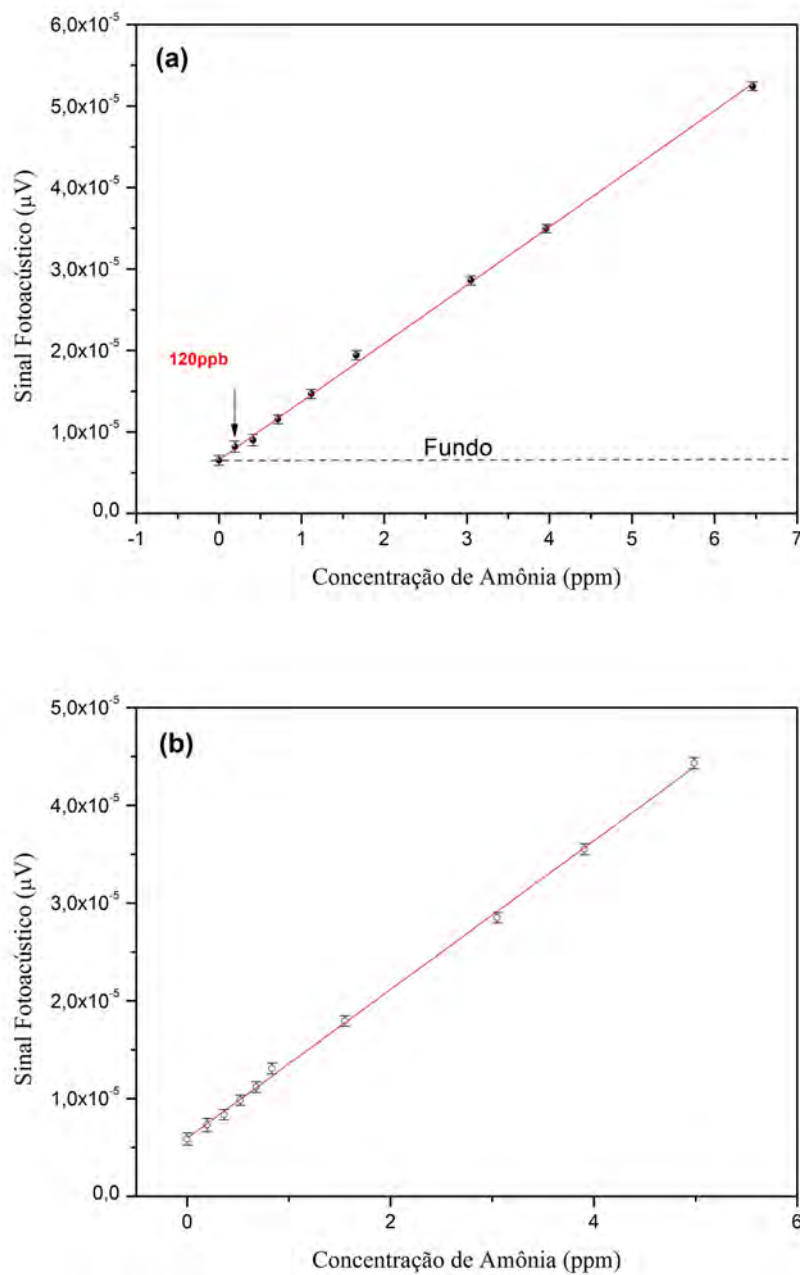 (a)
6,0x10⁻⁵
5,0x10⁻⁵
4,0x10⁻⁵
3,0x10⁻⁵
2,0x10⁻⁵
1,0x10⁻⁵
0,0
Sinal Fotoacústico (µV)
120ppb
Fundo
-1 0 1 2 3 4 5 6 7
Concentração de Amônia (ppm)
(b)
5,0x10⁻⁵
4,0x10⁻⁵
3,0x10⁻⁵
2,0x10⁻⁵
1,0x10⁻⁵
0,0
Sinal Fotoacústico (µV)
0 2 4 6
Concentração de Amônia (ppm)